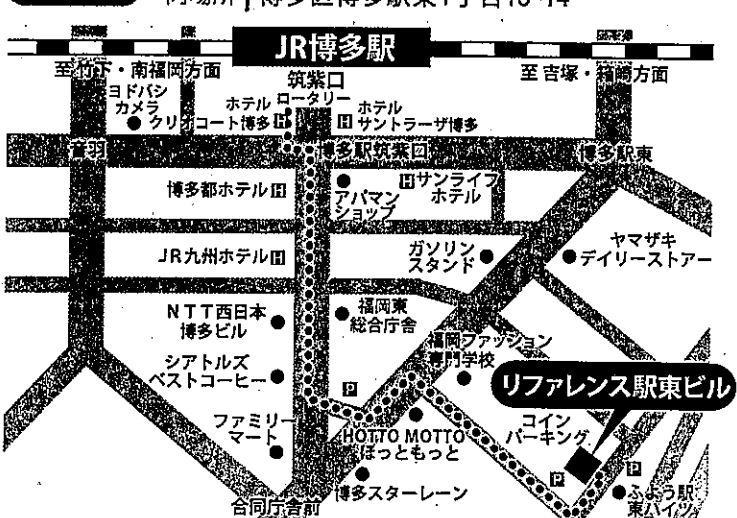 博多区博多駅東1丁目16-14
JR博多駅
至 竹下・南福岡方面
筑紫口
ロータリー
至 吉塚・箱崎方面
ヨドバシ
カメラ
クリオ
コート博多
ホテル
H
H
ホテル
サントラーザ博多
音羽
博多駅筑紫口
博多駅東
博多都ホテル H
アパマン
ショップ
H サンライフ
ホテル
JR九州ホテル H
ガソリン
スタンド
ヤマザキ
デイリーストアー
NTT西日本
博多ビル
福岡東
総合庁舎
福岡ファッション
専門学校
シアトルズ
ベストコーヒー
P
リファレンス駅東ビル
ファミリー
マート
HOTTO MOTTO
ほっともっと
コイン
パーキング
P
P
博多スターレーン
合同庁舎前
ふよう駅
東ハイツ